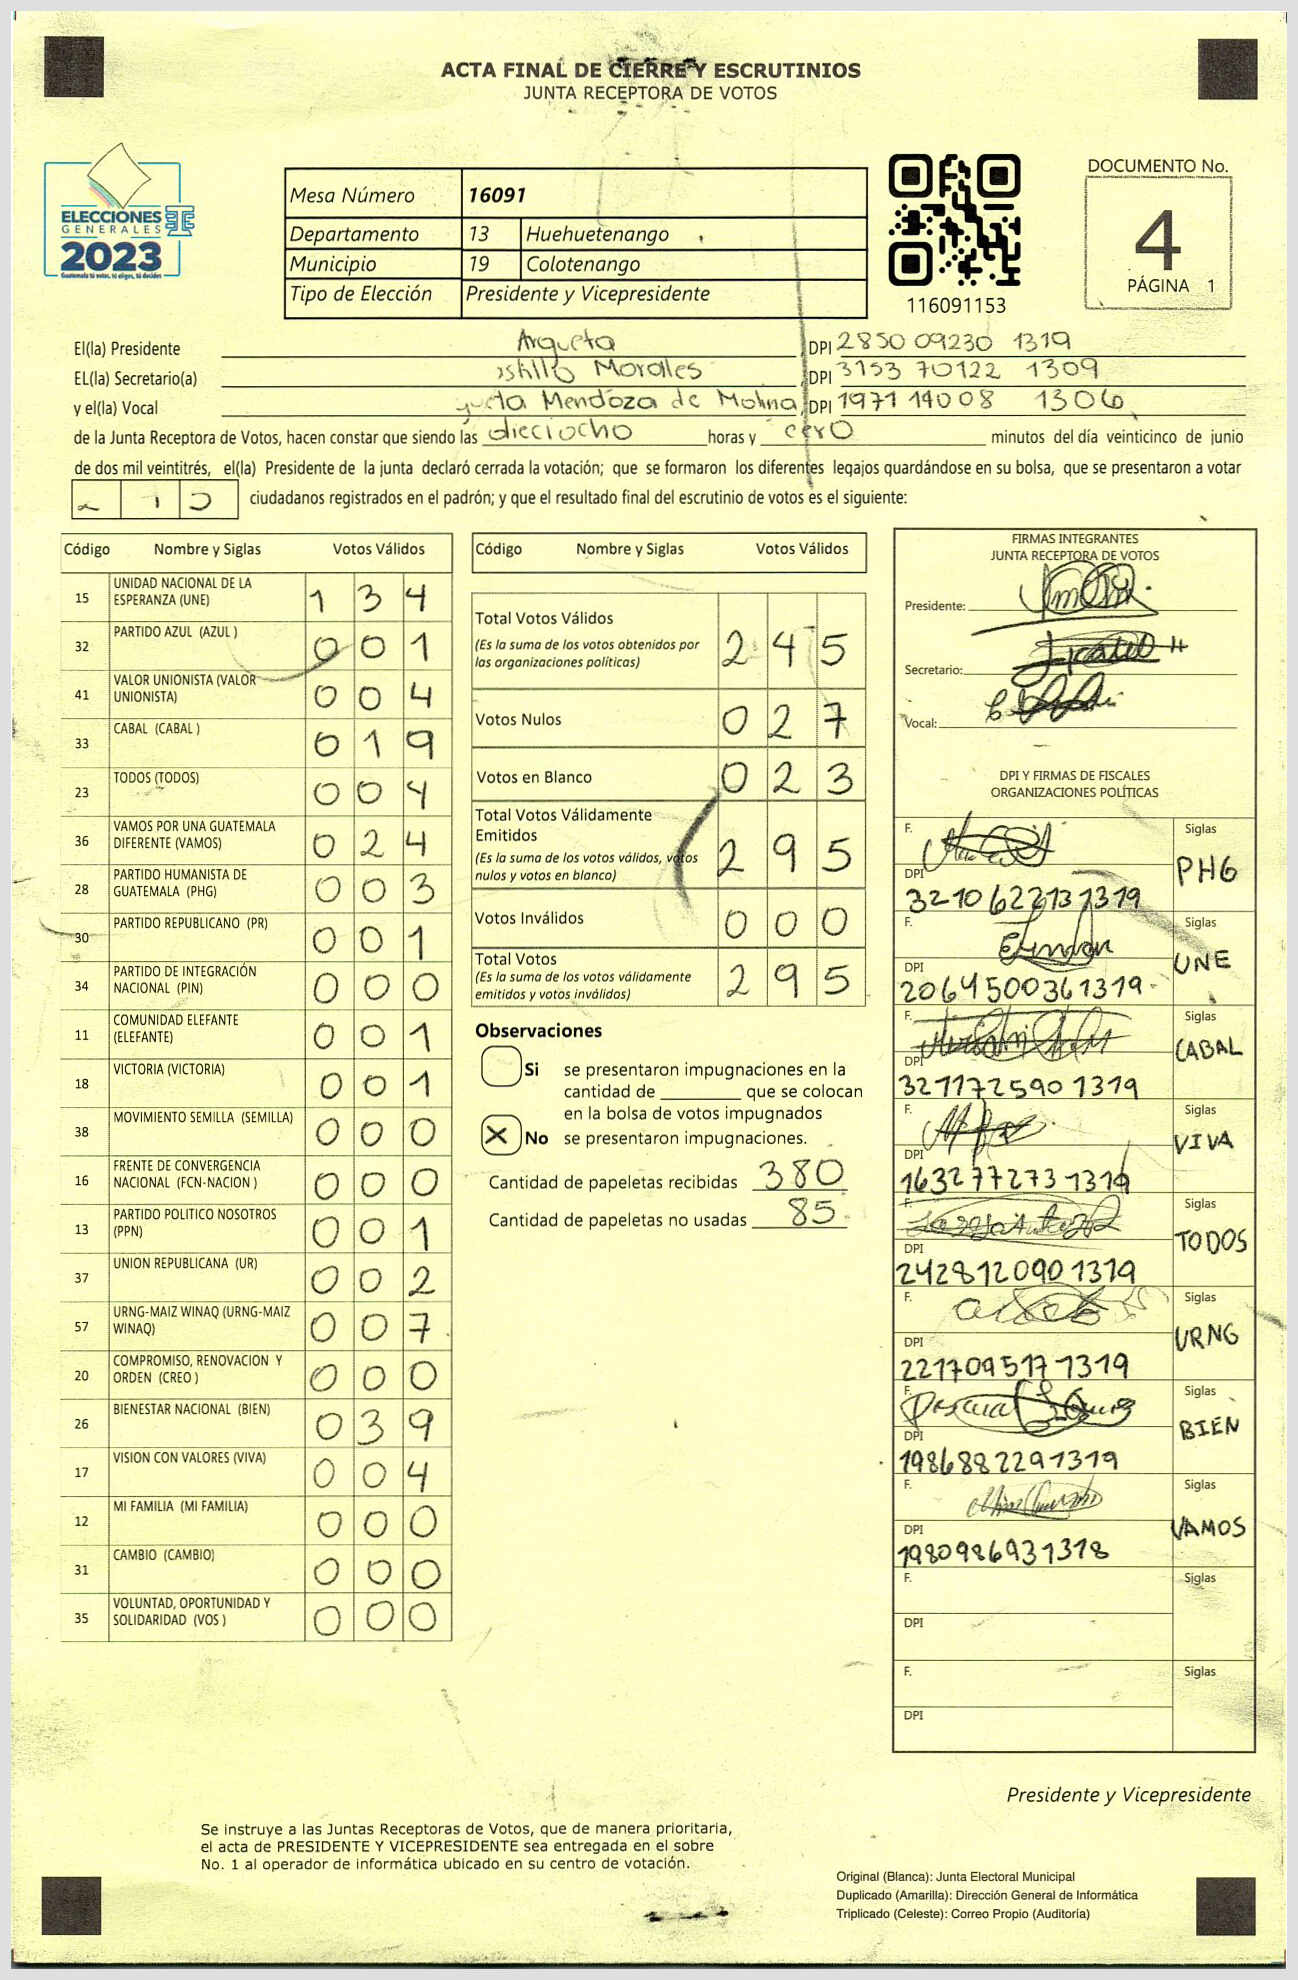 ACTA FINAL DE CIERRE Y ESCRUTINIOS
JUNTA RECEPTORA DE VOTOS
ELECCIONES
GENERALES
2023
Guatemala tú votas, tú eliges, tú decides
Mesa Número 16091
Departamento 13 Huehuetenango
Municipio 19 Colotenango
Tipo de Elección Presidente y Vicepresidente
116091153
DOCUMENTO No.
4
PÁGINA 1
El(la) Presidente Argueta, DPI 2850 09230 1319
EL(la) Secretario(a) Morales, DPI 3153 70122 1309
y el(la) Vocal Mendoza de Molina, DPI 1971 14008 1306
de la Junta Receptora de Votos, hacen constar que siendo las dieciocho horas y cero minutos del día veinticinco de junio
de dos mil veintitrés, el(la) Presidente de la junta declaró cerrada la votación; que se formaron los diferentes legajos quardándose en su bolsa, que se presentaron a votar
ciudadanos registrados en el padrón; y que el resultado final del escrutinio de votos es el siguiente:
Código Nombre y Siglas Votos Válidos
15 UNIDAD NACIONAL DE LA ESPERANZA (UNE) 1 3 4
32 PARTIDO AZUL (AZUL ) 0 0 1
41 VALOR UNIONISTA (VALOR UNIONISTA) 0 0 4
33 CABAL (CABAL ) 0 1 9
23 TODOS (TODOS) 0 0 4
36 VAMOS POR UNA GUATEMALA DIFERENTE (VAMOS) 0 2 4
28 PARTIDO HUMANISTA DE GUATEMALA (PHG) 0 0 3
30 PARTIDO REPUBLICANO (PR) 0 0 1
34 PARTIDO DE INTEGRACIÓN NACIONAL (PIN) 0 0 0
11 COMUNIDAD ELEFANTE (ELEFANTE) 0 0 1
18 VICTORIA (VICTORIA) 0 0 1
38 MOVIMIENTO SEMILLA (SEMILLA) 0 0 0
16 FRENTE DE CONVERGENCIA NACIONAL (FCN-NACION ) 0 0 0
13 PARTIDO POLITICO NOSOTROS (PPN) 0 0 1
37 UNION REPUBLICANA (UR) 0 0 2
57 URNG-MAIZ WINAQ (URNG-MAIZ WINAQ) 0 0 7
20 COMPROMISO, RENOVACION Y ORDEN (CREO ) 0 0 0
26 BIENESTAR NACIONAL (BIEN) 0 3 9
17 VISION CON VALORES (VIVA) 0 0 4
12 MI FAMILIA (MI FAMILIA) 0 0 0
31 CAMBIO (CAMBIO) 0 0 0
35 VOLUNTAD, OPORTUNIDAD Y SOLIDARIDAD (VOS ) 0 0 0
Código Nombre y Siglas Votos Válidos
Total Votos Válidos 2 4 5
(Es la suma de los votos obtenidos por
las organizaciones políticas)
Votos Nulos 0 2 7
Votos en Blanco 0 2 3
Total Votos Válidamente
Emitidos 2 9 5
(Es la suma de los votos válidos, votos
nulos y votos en blanco)
Votos Inválidos 0 0 0
Total Votos 2 9 5
(Es la suma de los votos válidamente
emitidos y votos inválidos)
Observaciones
Si se presentaron impugnaciones en la
cantidad de ________ que se colocan
en la bolsa de votos impugnados
X No se presentaron impugnaciones.
Cantidad de papeletas recibidas 380
Cantidad de papeletas no usadas 85
FIRMAS INTEGRANTES
JUNTA RECEPTORA DE VOTOS
Presidente:
Secretario:
Vocal:
DPI Y FIRMAS DE FISCALES
ORGANIZACIONES POLÍTICAS
F. Siglas
PHG
DPI 3210622131319
F. Siglas
UNE
DPI 2064500361319
F. Siglas
CABAL
DPI 3211725901319
F. Siglas
VIVA
DPI 1632772731319
F. Siglas
TODOS
DPI 2428120901319
F. Siglas
URNG
DPI 2217095171319
F. Siglas
BIEN
DPI 1986882291319
F. Siglas
VAMOS
DPI 1980986931318
F. Siglas
DPI
F. Siglas
DPI
Presidente y Vicepresidente
Se instruye a las Juntas Receptoras de Votos, que de manera prioritaria,
el acta de PRESIDENTE Y VICEPRESIDENTE sea entregada en el sobre
No. 1 al operador de informática ubicado en su centro de votación.
Original (Blanca): Junta Electoral Municipal
Duplicado (Amarilla): Dirección General de Informática
Triplicado (Celeste): Correo Propio (Auditoría)